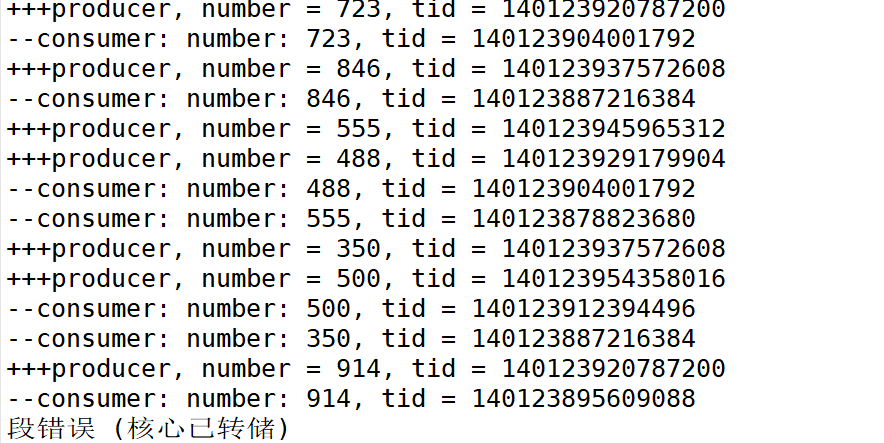 +++producer, number = 723, tid = 140123920787200
--consumer: number: 723, tid = 140123904001792
+++producer, number = 846, tid = 140123937572608
--consumer: number: 846, tid = 140123887216384
+++producer, number = 555, tid = 140123945965312
+++producer, number = 488, tid = 140123929179904
--consumer: number: 488, tid = 140123904001792
--consumer: number: 555, tid = 140123878823680
+++producer, number = 350, tid = 140123937572608
+++producer, number = 500, tid = 140123954358016
--consumer: number: 500, tid = 140123912394496
--consumer: number: 350, tid = 140123887216384
+++producer, number = 914, tid = 140123920787200
--consumer: number: 914, tid = 140123895609088
段错误 (核心已转储)